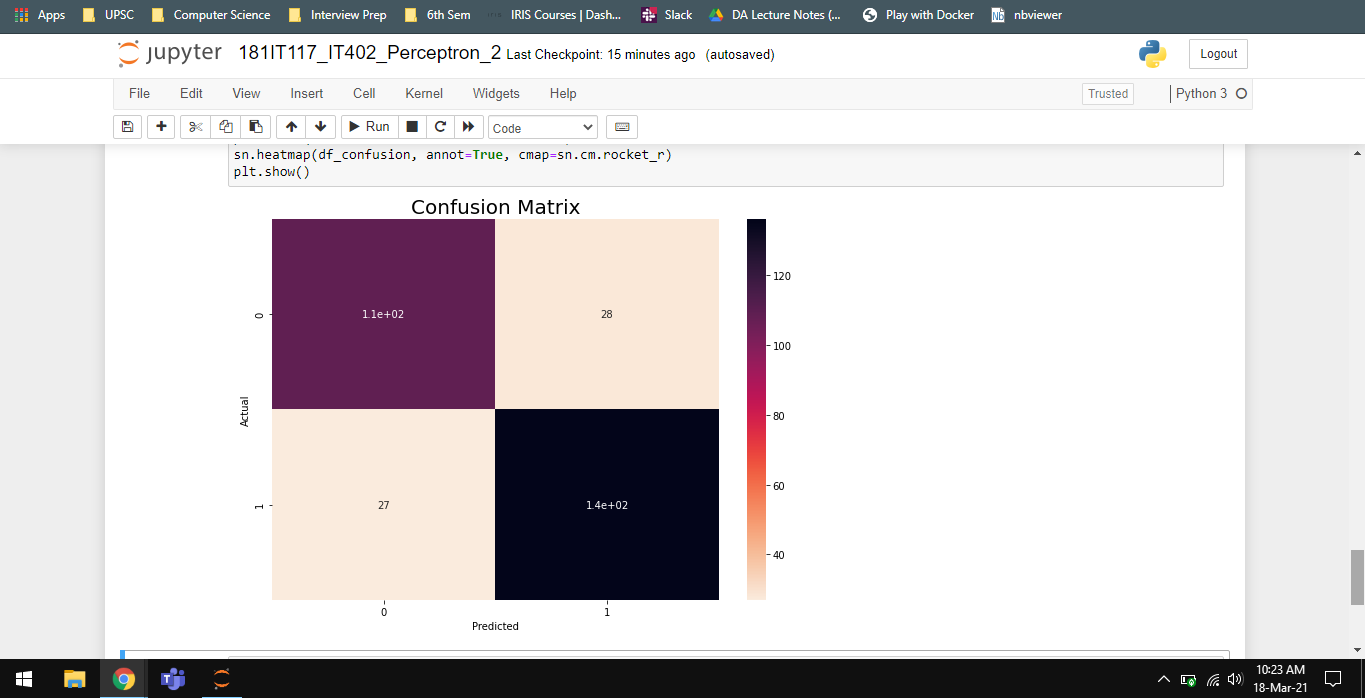 Apps UPSC Computer Science Interview Prep 6th Sem IRIS Courses | Dash... Slack DA Lecture Notes (... Play with Docker nbviewer
jupyter 181IT117_IT402_Perceptron_2 Last Checkpoint: 15 minutes ago (autosaved) Logout
File Edit View Insert Cell Kernel Widgets Help Trusted Python 3
Run Code
sn.heatmap(df_confusion, annot=True, cmap=sn.cm.rocket_r)
plt.show()
Confusion Matrix
120
1.1e+02 28
0
100
80
Actual
60
1
27 1.4e+02
40
0 1
Predicted
10:23 AM
18-Mar-21